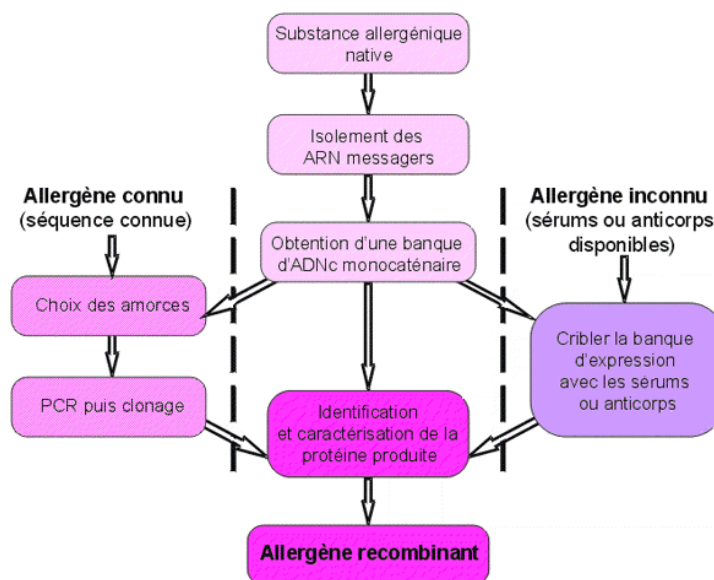 Substance allergénique
native
Isolement des
ARN messagers
Allergène connu
(séquence connue)
Allergène inconnu
(sérums ou anticorps
disponibles)
Obtention d'une banque
d'ADNc monocaténaire
Choix des amorces
Cribler la banque
d'expression
avec les sérums
ou anticorps
PCR puis clonage
Identification
et caractérisation de la
protéine produite
Allergène recombinant